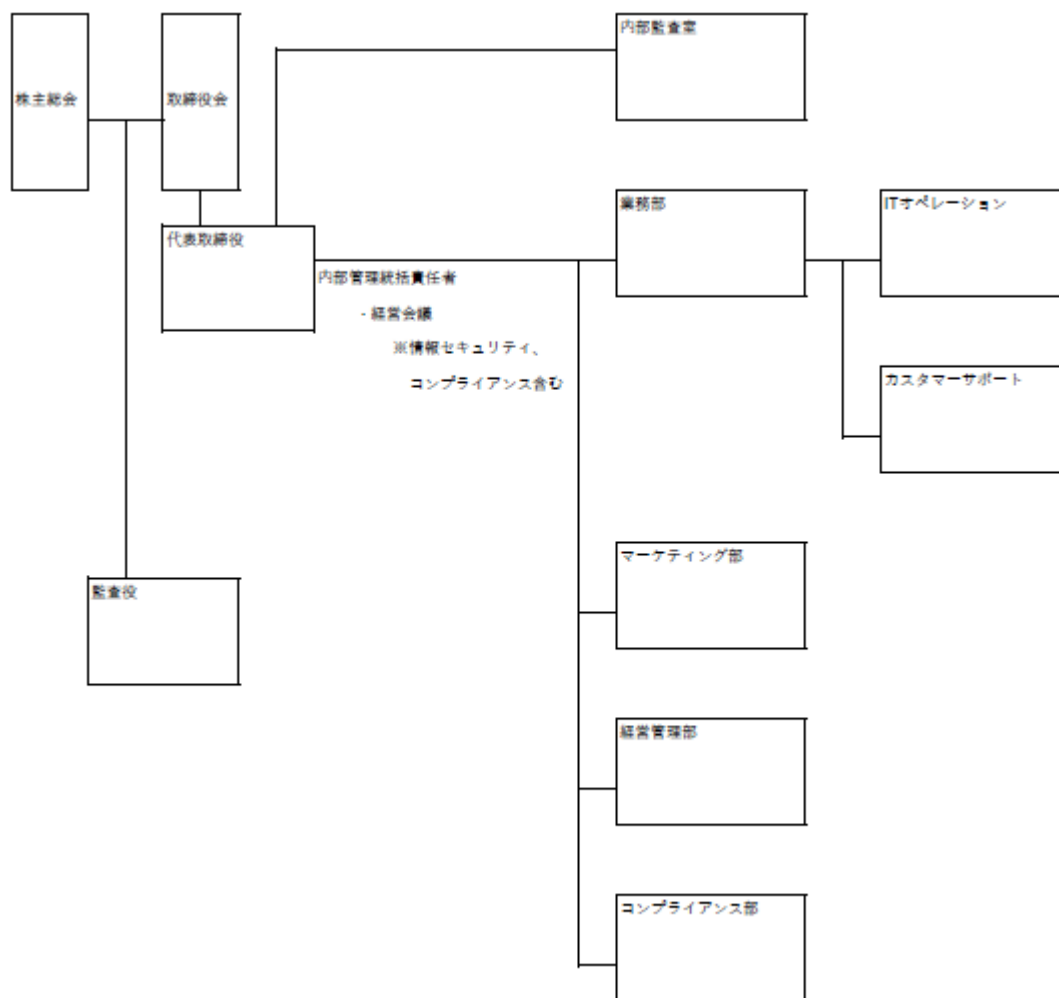 内部監査室
株主総会
取締役会
業務部
ITオペレーション
代表取締役
内部管理統括責任者
- 経営会議
※情報セキュリティ、
コンプライアンス含む
カスタマーサポート
マーケティング部
監査役
経営管理部
コンプライアンス部